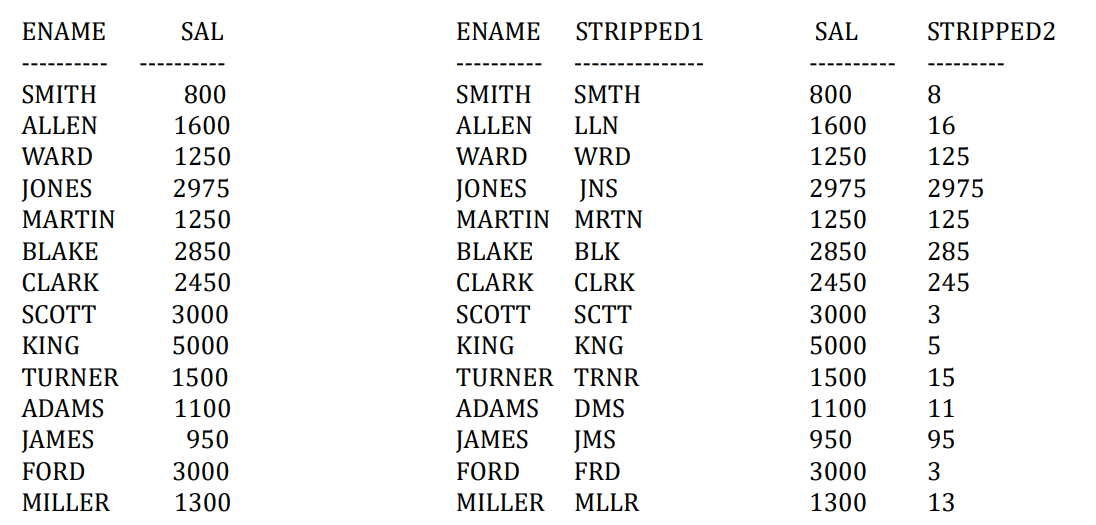 ENAME SAL ENAME STRIPPED1 SAL STRIPPED2
---------- ---------- ---------- --------------- ---------- ---------
SMITH 800 SMITH SMTH 800 8
ALLEN 1600 ALLEN LLN 1600 16
WARD 1250 WARD WRD 1250 125
JONES 2975 JONES JNS 2975 2975
MARTIN 1250 MARTIN MRTN 1250 125
BLAKE 2850 BLAKE BLK 2850 285
CLARK 2450 CLARK CLRK 2450 245
SCOTT 3000 SCOTT SCTT 3000 3
KING 5000 KING KNG 5000 5
TURNER 1500 TURNER TRNR 1500 15
ADAMS 1100 ADAMS DMS 1100 11
JAMES 950 JAMES JMS 950 95
FORD 3000 FORD FRD 3000 3
MILLER 1300 MILLER MLLR 1300 13